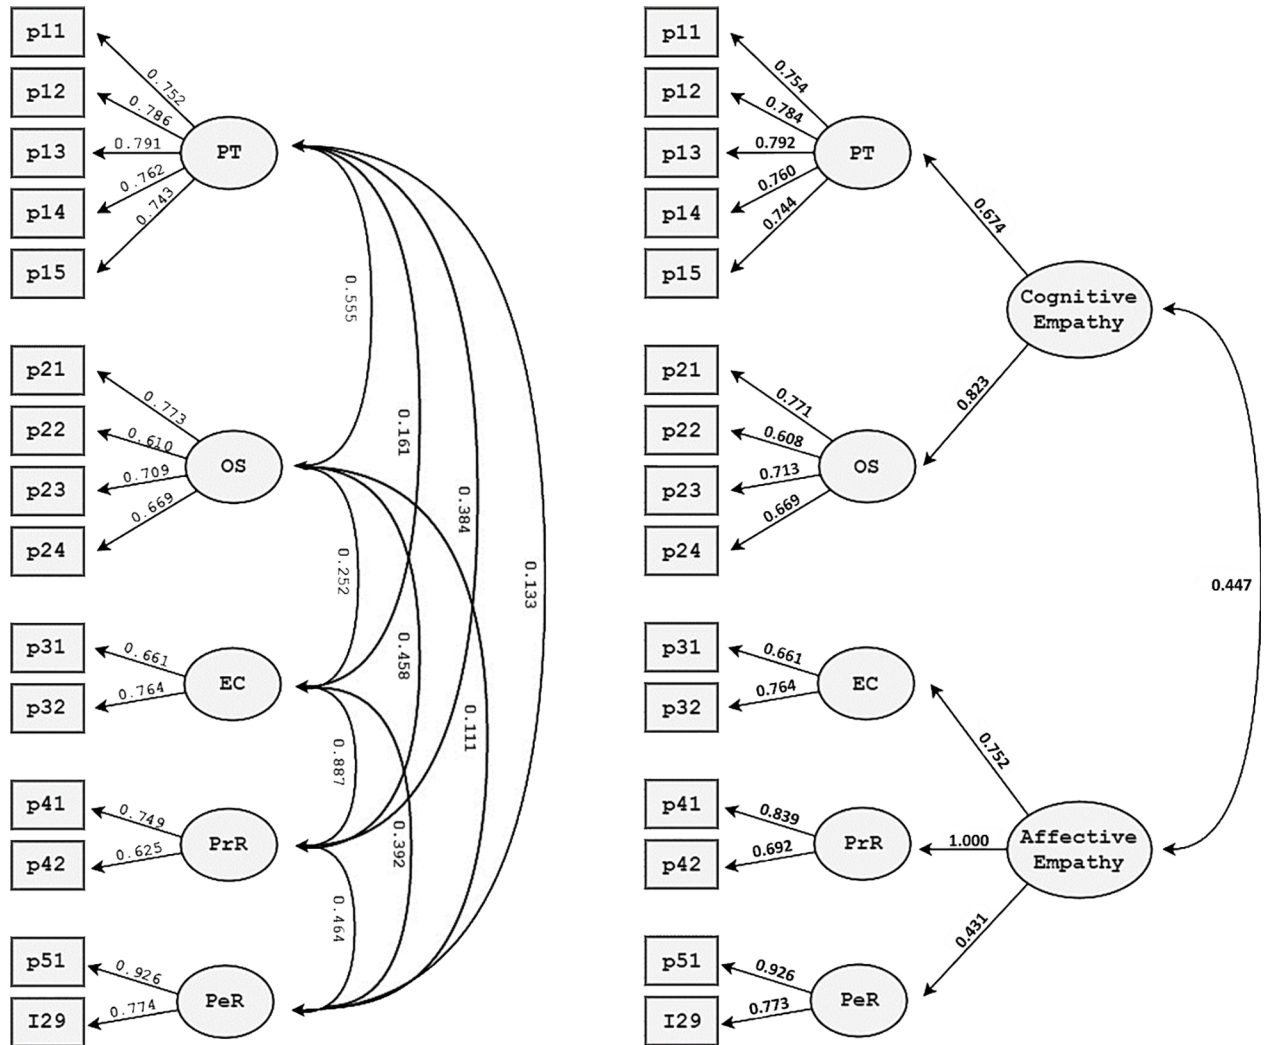 p11
p12
p13
p14
p15
0.752
0.786
0.791
0.762
0.743
PT
p21
p22
p23
p24
0.773
0.610
0.709
0.669
OS
p31
p32
0.661
0.764
EC
p41
p42
0.749
0.625
PrR
p51
I29
0.926
0.774
PeR
0.555
0.161
0.384
0.133
0.252
0.458
0.111
0.887
0.392
0.464
p11
p12
p13
p14
p15
0.754
0.784
0.792
0.760
0.744
PT
p21
p22
p23
p24
0.771
0.608
0.713
0.669
OS
p31
p32
0.661
0.764
EC
p41
p42
0.839
0.692
PrR
p51
I29
0.926
0.773
PeR
0.674
0.823
Cognitive
Empathy
0.447
0.752
1.000
0.431
Affective
Empathy